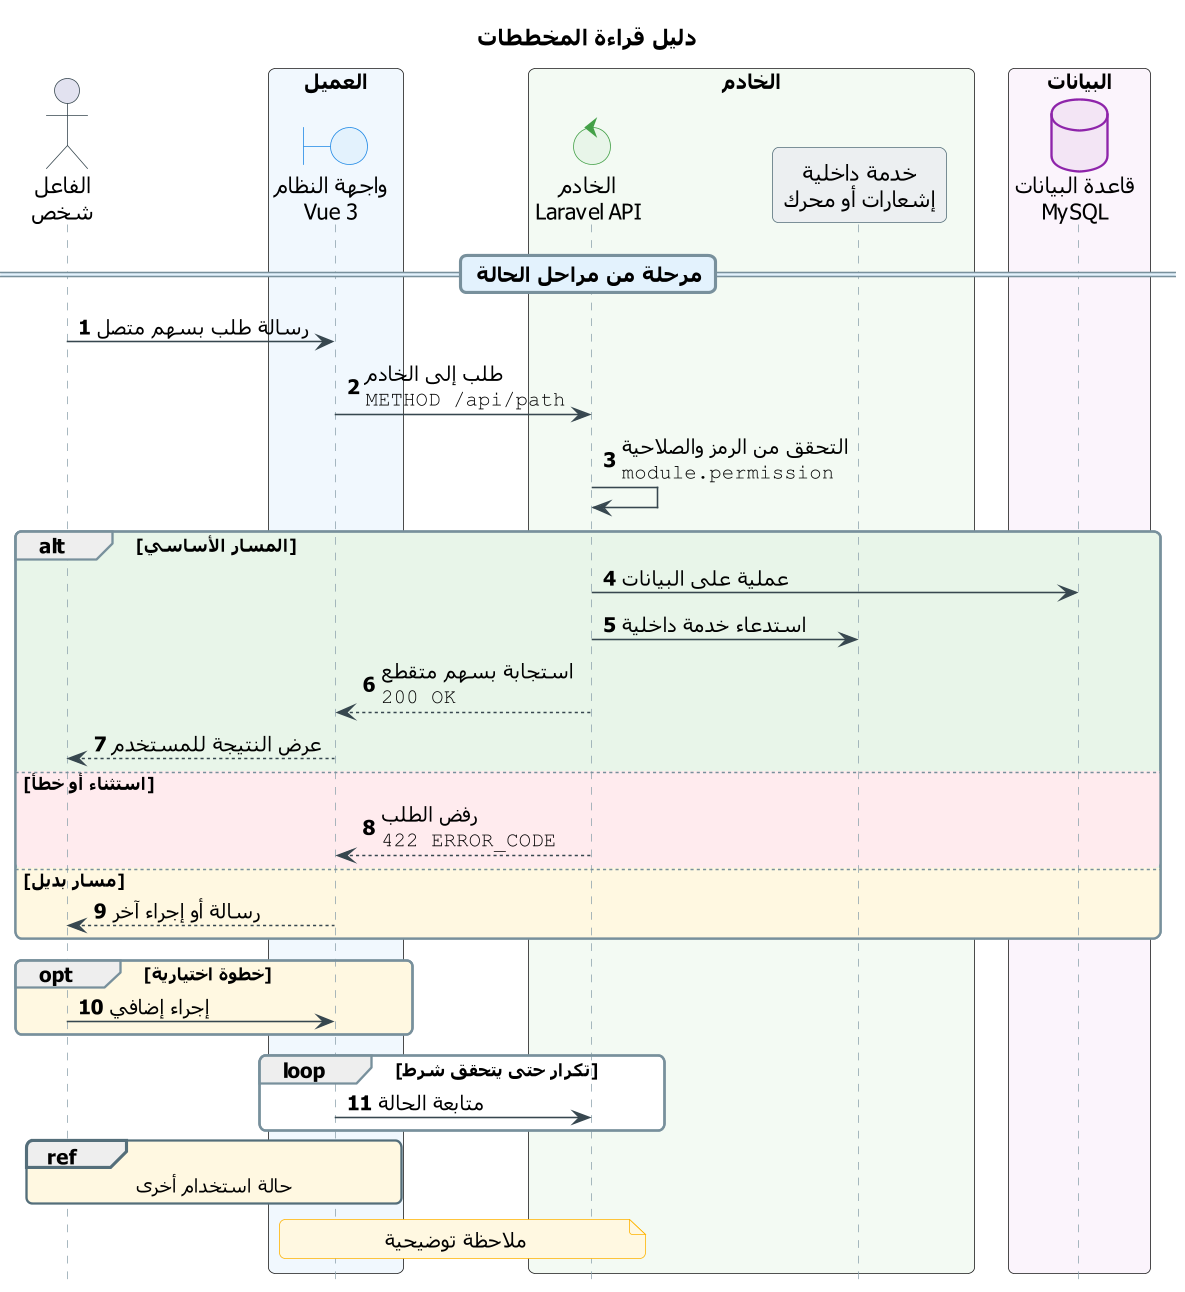 دليل قراءة المخططات
العميل
الخادم
البيانات
الفاعل
شخص
واجهة النظام
Vue 3
الخادم
Laravel API
خدمة داخلية
إشعارات أو محرك
قاعدة البيانات
MySQL
مرحلة من مراحل الحالة
1 رسالة طلب بسهم متصل
2 طلب إلى الخادم
METHOD /api/path
3 التحقق من الرمز والصلاحية
module.permission
alt [المسار الأساسي]
4 عملية على البيانات
5 استدعاء خدمة داخلية
6 استجابة بسهم متقطع
200 OK
7 عرض النتيجة للمستخدم
[استثناء أو خطأ]
8 رفض الطلب
422 ERROR_CODE
[مسار بديل]
9 رسالة أو إجراء آخر
opt [خطوة اختيارية]
10 إجراء إضافي
loop [تكرار حتى يتحقق شرط]
11 متابعة الحالة
ref
حالة استخدام أخرى
ملاحظة توضيحية